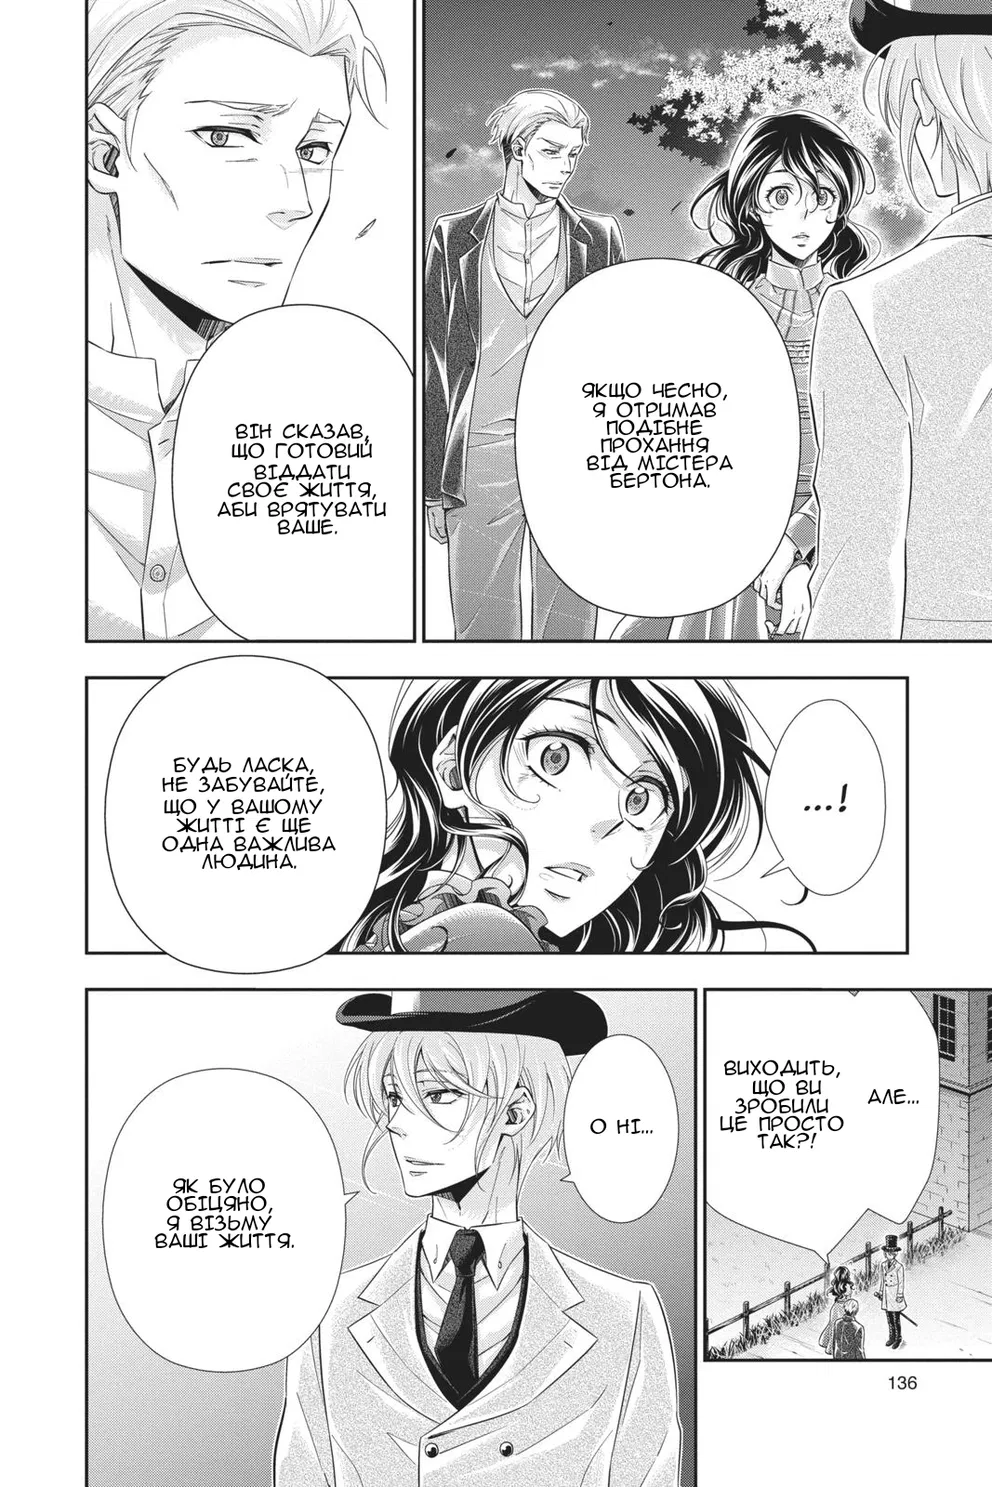 ЯКЩО ЧЕСНО,
Я ОТРИМАВ
ПОДІБНЕ
ПРОХАННЯ
ВІД МІСТЕРА
БЕРТОНА.
ВІН СКАЗАВ,
ЩО ГОТОВИЙ
ВІДДАТИ
СВОЄ ЖИТТЯ,
АБИ ВРЯТУВАТИ
ВАШЕ.
...!
БУДЬ ЛАСКА,
НЕ ЗАБУВАЙТЕ,
ЩО У ВАШОМУ
ЖИТТІ Є ЩЕ
ОДНА ВАЖЛИВА
ЛЮДИНА.
АЛЕ...
ВИХОДИТЬ,
ЩО ВИ
ЗРОБИЛИ
ЦЕ ПРОСТО
ТАК?!
О НІ...
ЯК БУЛО
ОБІЦЯНО,
Я ВІЗЬМУ
ВАШІ ЖИТТЯ.
136